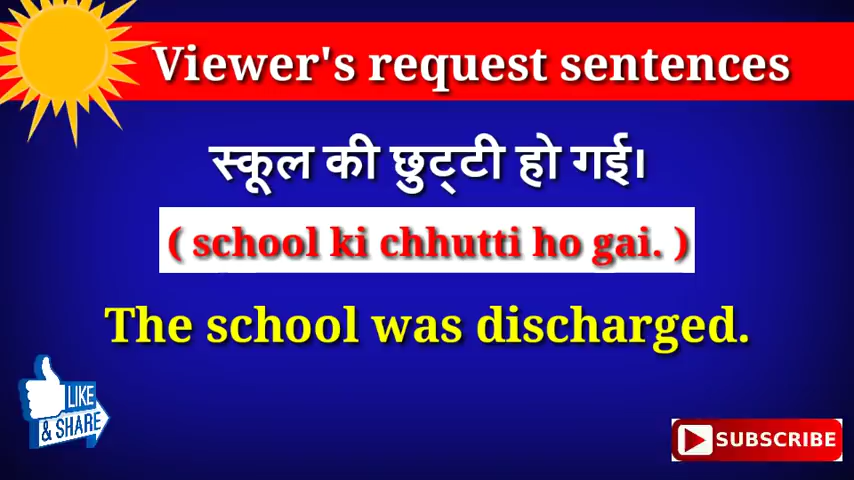 Viewer's request sentences
स्कूल की छुट्टी हो गई।
( school ki chhutti ho gai. )
The school was discharged.
LIKE
& SHARE
SUBSCRIBE